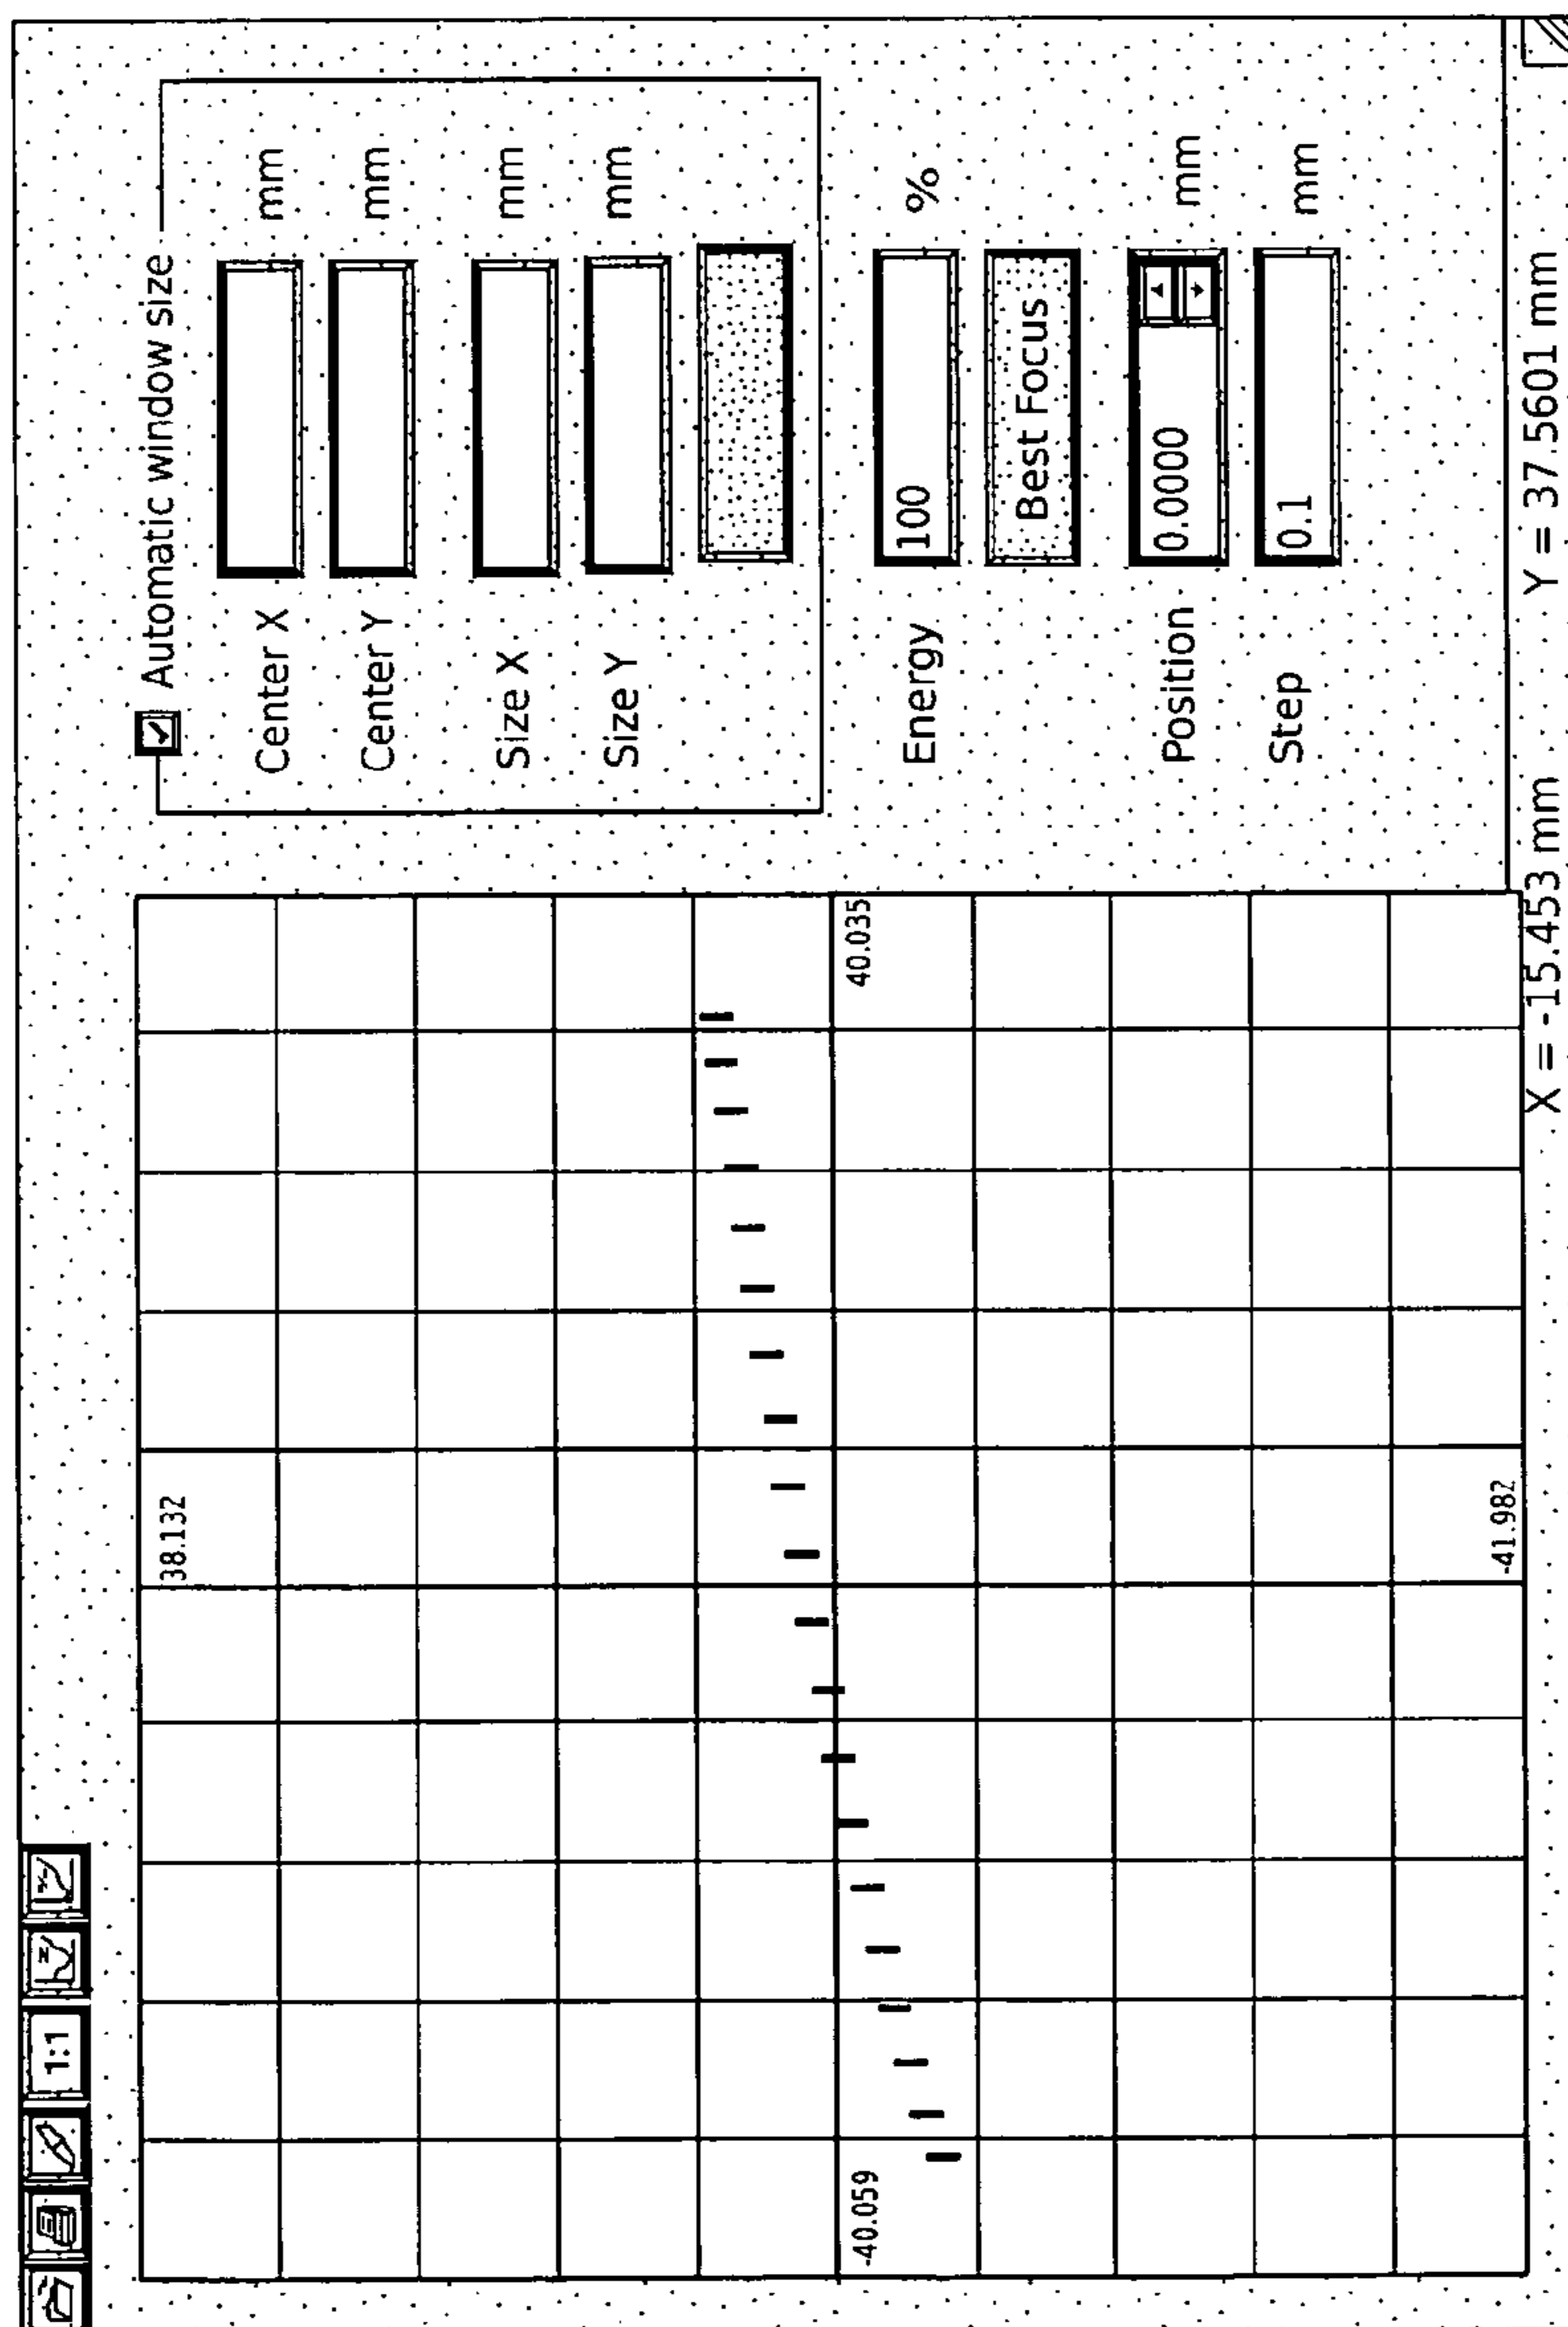 1:1
38.132
-40.059
40.035
-41.982
Automatic window size
Center X mm
Center Y mm
Size X mm
Size Y mm
Energy 100 %
Best Focus
Position 0.0000 mm
Step 0.1 mm
X = -15.453 mm Y = 37.5601 mm